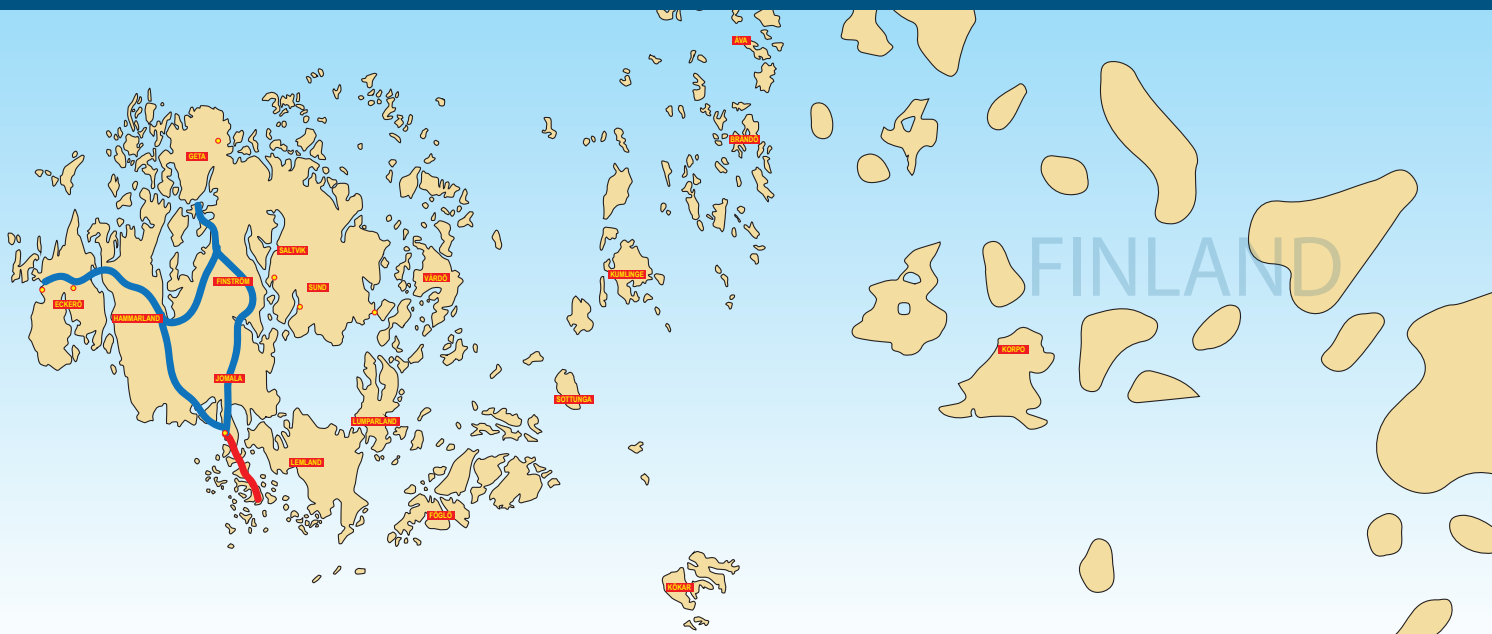 ÅVA
BRÄNDÖ
GETA
SALTVIK
FINLAND
KUMLINGE
VÅRDÖ
FINSTRÖM
SUND
ECKERÖ
HAMMARLAND
KORPO
JOMALA
SOTTUNGA
LUMPARLAND
LEMLAND
FÖGLÖ
KÖKAR